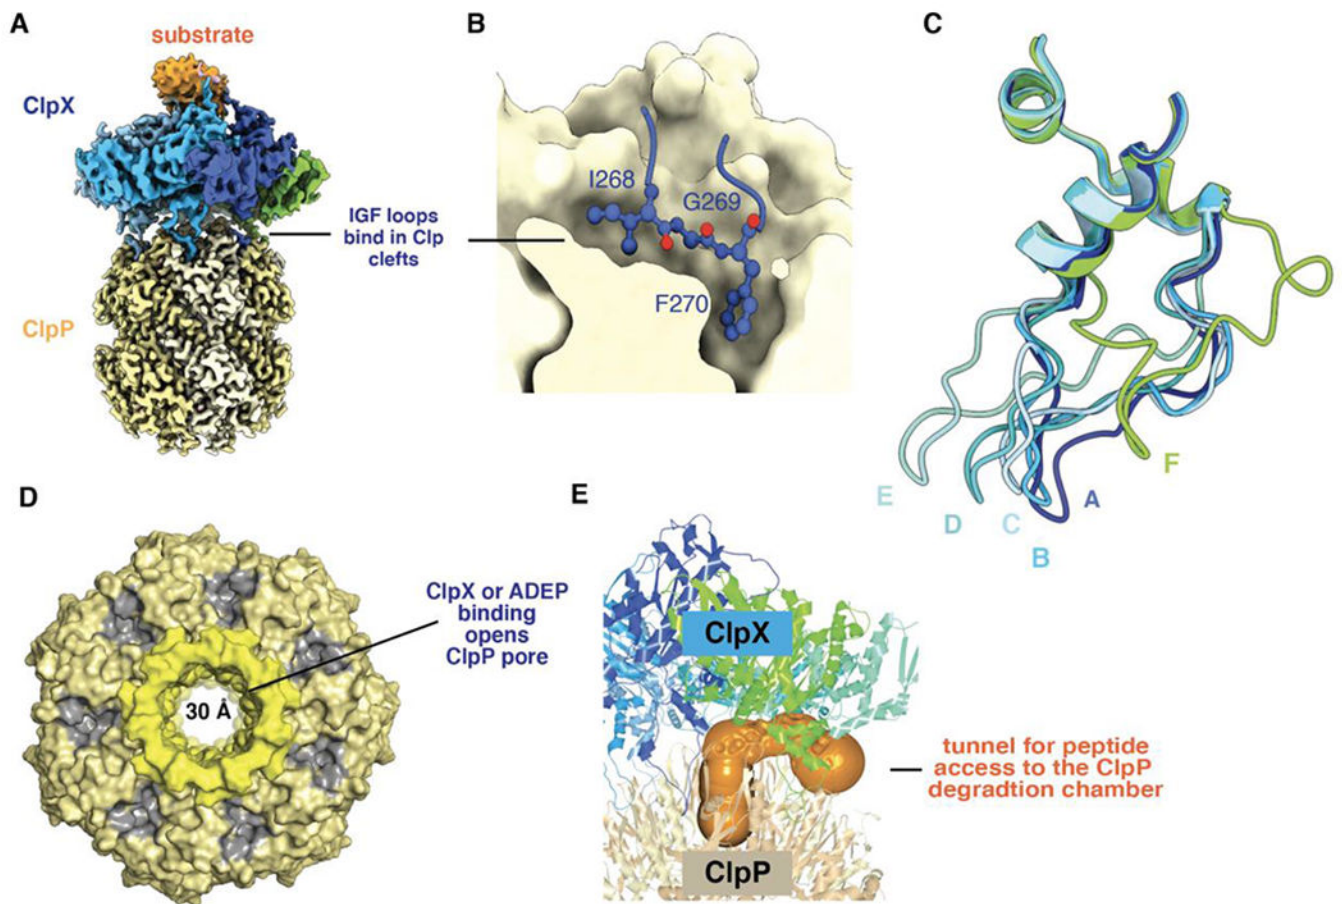 A
substrate
ClpX
IGF loops
bind in Clp
clefts
ClpP
B
I268
G269
F270
C
E
D
C
B
A
F
D
ClpX or ADEP
binding
opens
ClpP pore
30 Å
E
ClpX
ClpP
tunnel for peptide
access to the ClpP
degradtion chamber